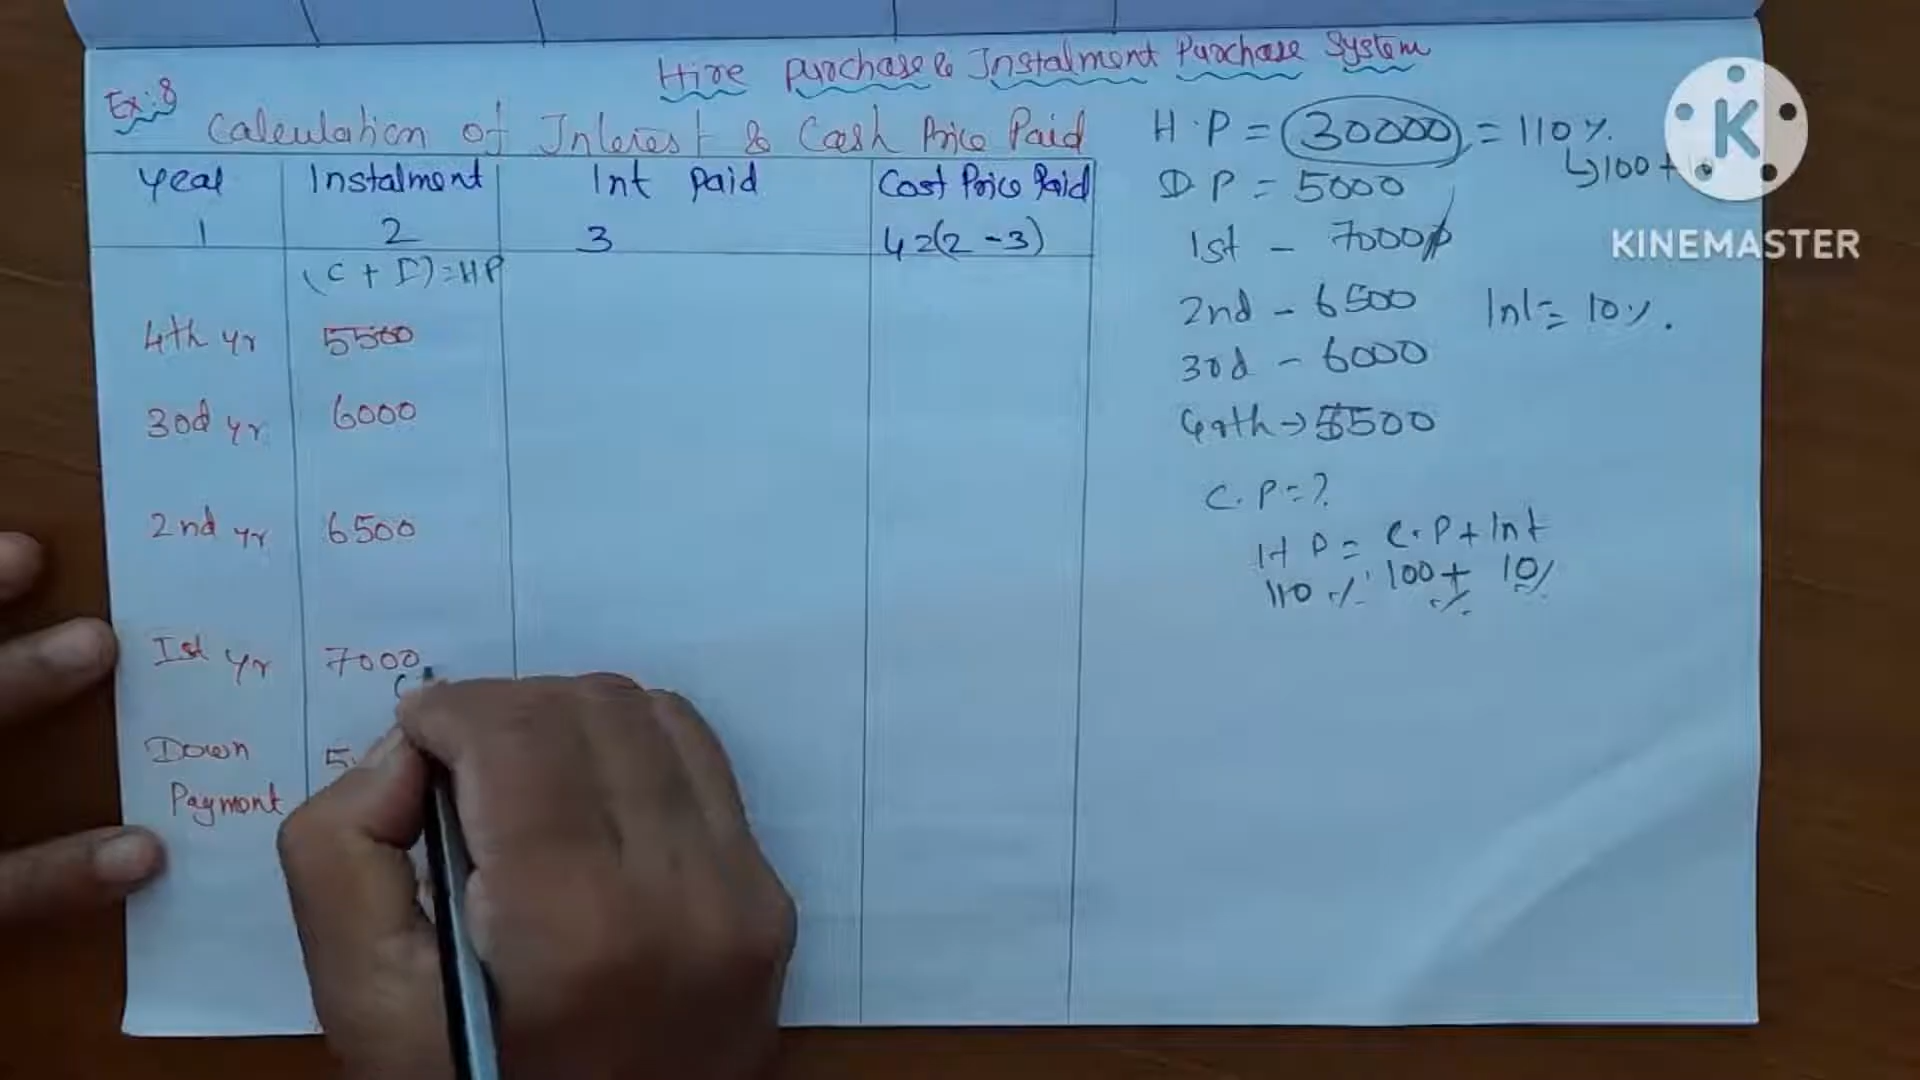 Hire purchase & Instalment Purchase System
Ex:8
Calculation of Interest & Cash Price Paid
year Instalment Int paid Cost Price Paid
1 2 3 4=(2-3)
(C + I)=HP
4th yr 5500
3rd yr 6000
2nd yr 6500
Ist yr 7000
Down
Payment
H.P = 30000 = 110%.
100 +
D P = 5000
1st - 7000
2nd - 6500 Int = 10%.
3rd - 6000
4rth → 5500
C.P = ?
H P = C.P + Int
110 % 100 + 10%
%
K
KINEMASTER